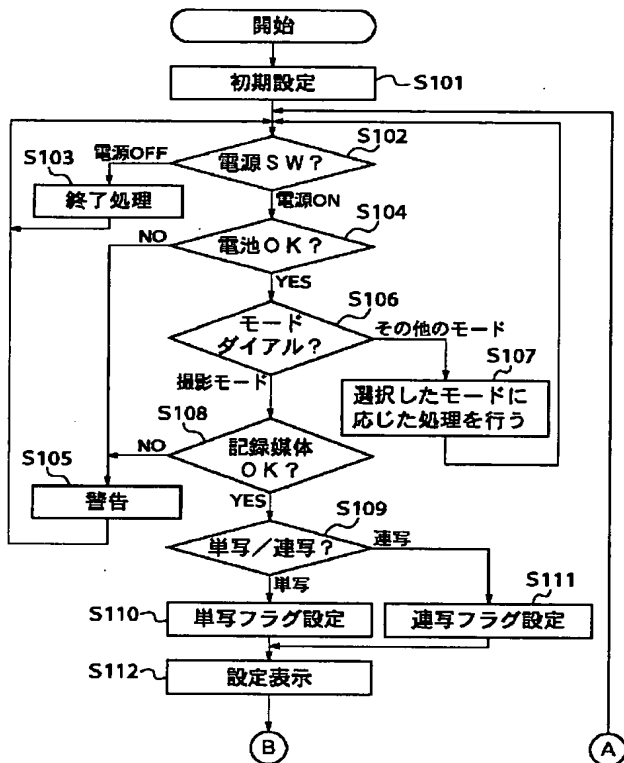 開始
初期設定
S101
S102
電源SW?
電源OFF
S103
終了処理
電源ON
S104
電池OK?
NO
YES
S106
モード
ダイアル?
その他のモード
S107
選択したモードに
応じた処理を行う
撮影モード
S108
記録媒体
OK?
NO
S105
警告
YES
S109
単写/連写?
連写
単写
S111
S110
単写フラグ設定
連写フラグ設定
S112
設定表示
B
A